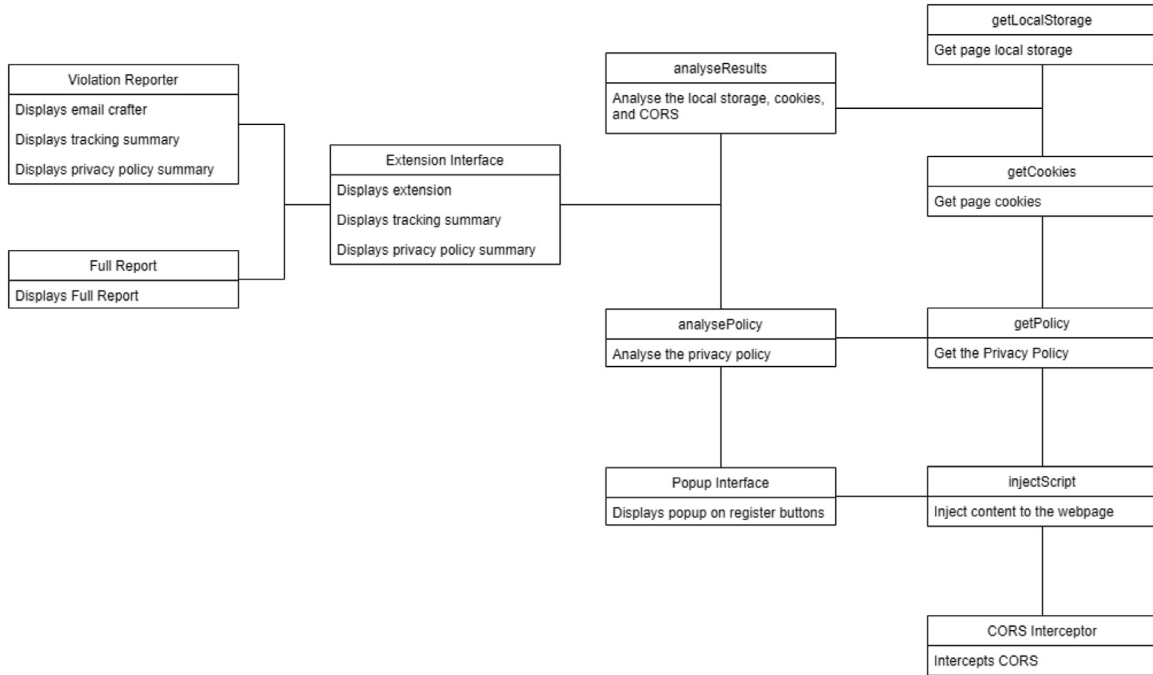 getLocalStorage
Get page local storage
analyseResults
Analyse the local storage, cookies,
and CORS
Violation Reporter
Displays email crafter
Displays tracking summary
Displays privacy policy summary
Extension Interface
Displays extension
Displays tracking summary
Displays privacy policy summary
getCookies
Get page cookies
Full Report
Displays Full Report
analysePolicy
Analyse the privacy policy
getPolicy
Get the Privacy Policy
Popup Interface
Displays popup on register buttons
injectScript
Inject content to the webpage
CORS Interceptor
Intercepts CORS